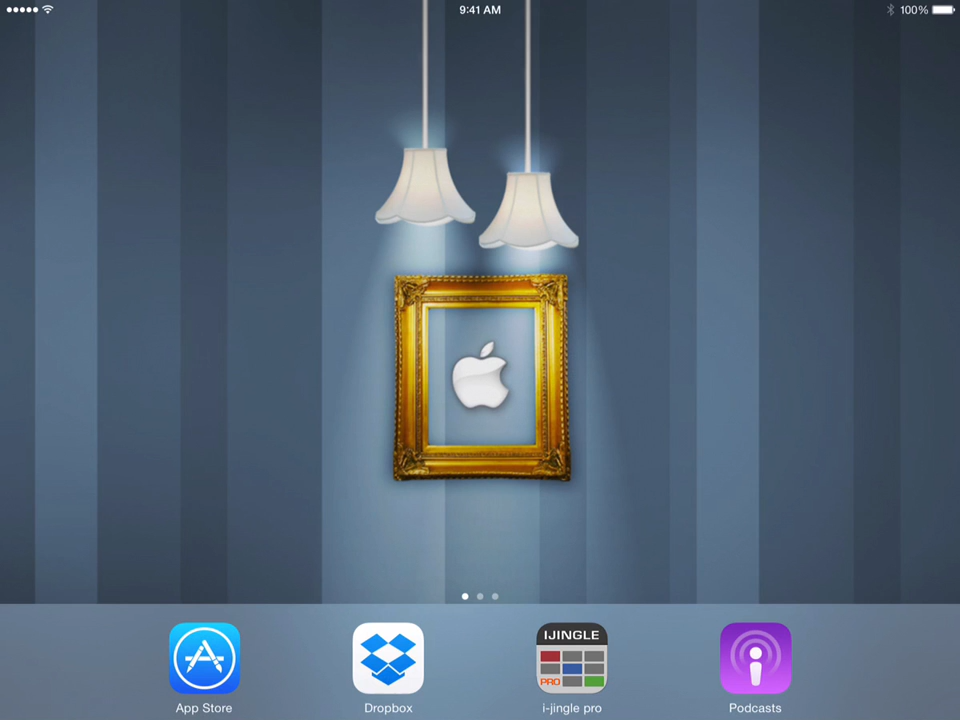 9:41 AM
100%
IJINGLE
PRO
App Store
Dropbox
i-jingle pro
Podcasts